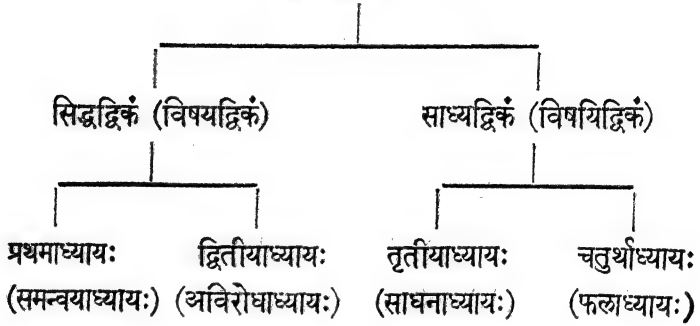 सिद्धद्विकं (विषयद्विकं) साध्यद्विकं (विषयिद्विकं)
प्रथमाध्यायः द्वितीयाध्यायः तृतीयाध्यायः चतुर्थाध्यायः
(समन्वयाध्यायः) (अविरोधाध्यायः) (साधनाध्यायः) (फलाध्यायः)